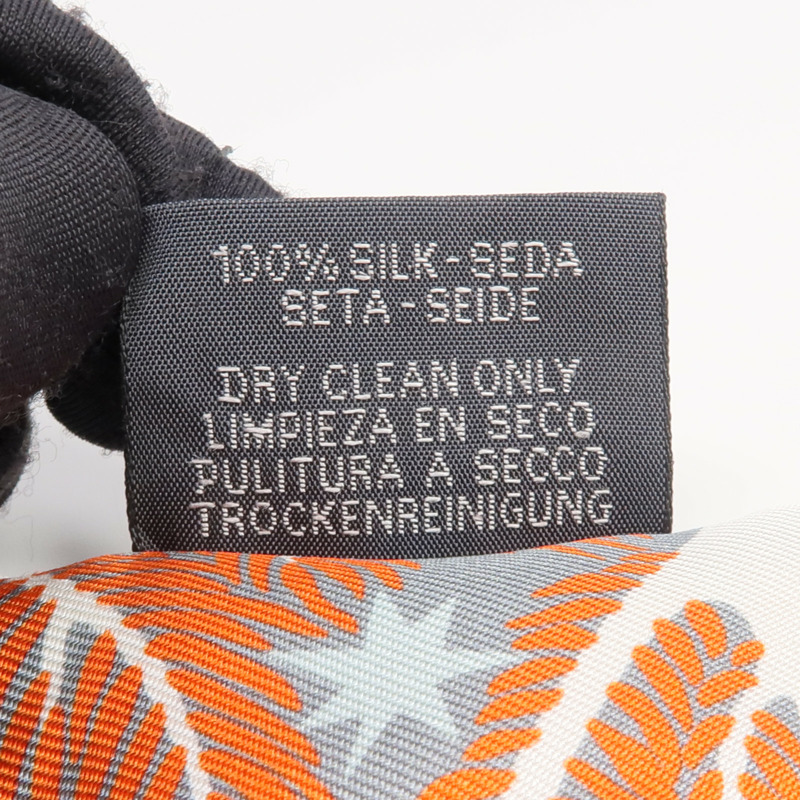 100% SILK-SEDA
SETA-SEIDE
DRY CLEAN ONLY
LIMPIEZA EN SECO
PULITURA A SECCO
TROCKENREINIGUNG